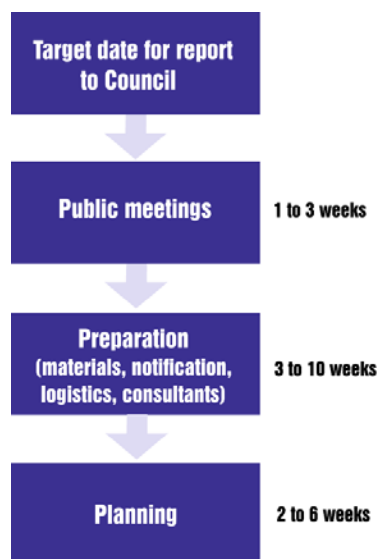 Target date for report
to Council
Public meetings
1 to 3 weeks
Preparation
(materials, notification,
logistics, consultants)
3 to 10 weeks
Planning
2 to 6 weeks